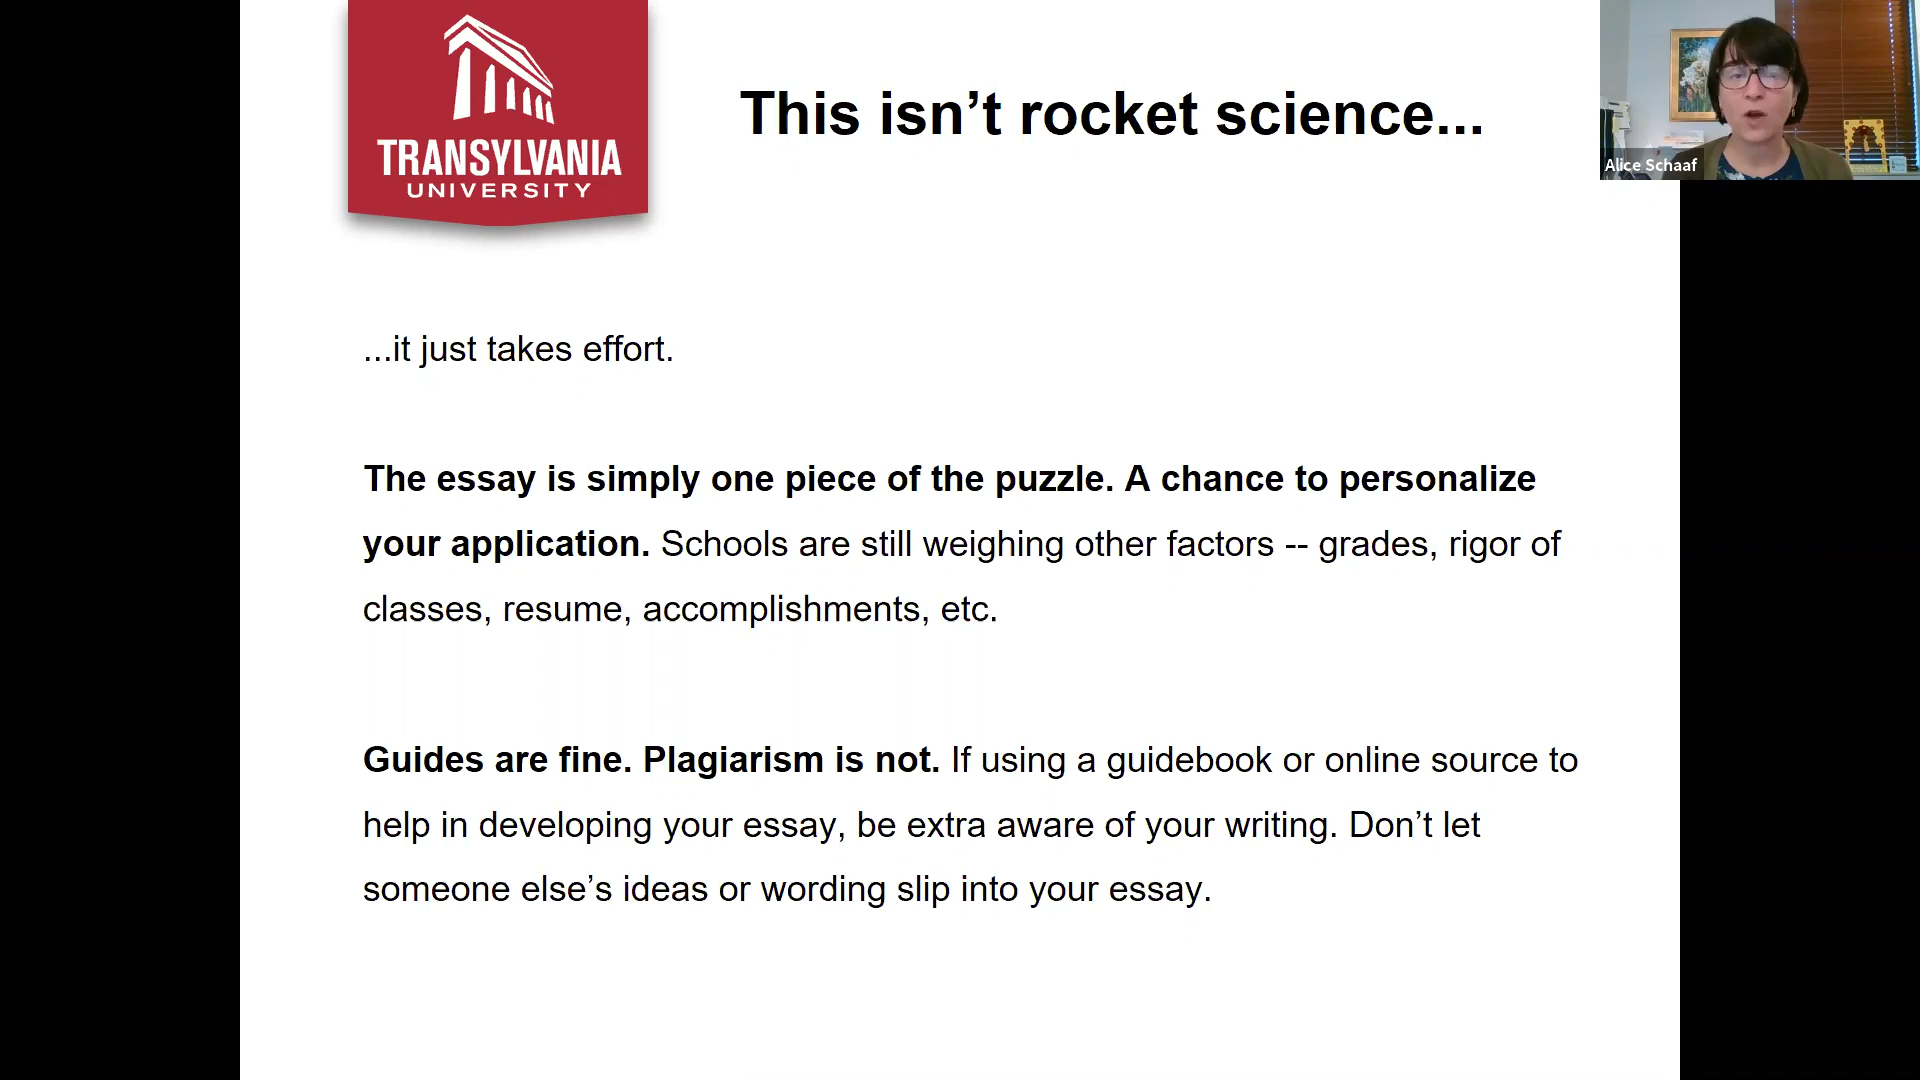 TRANSYLVANIA
UNIVERSITY
This isn’t rocket science...
Alice Schaaf
...it just takes effort.
The essay is simply one piece of the puzzle. A chance to personalize
your application. Schools are still weighing other factors -- grades, rigor of
classes, resume, accomplishments, etc.
Guides are fine. Plagiarism is not. If using a guidebook or online source to
help in developing your essay, be extra aware of your writing. Don’t let
someone else’s ideas or wording slip into your essay.